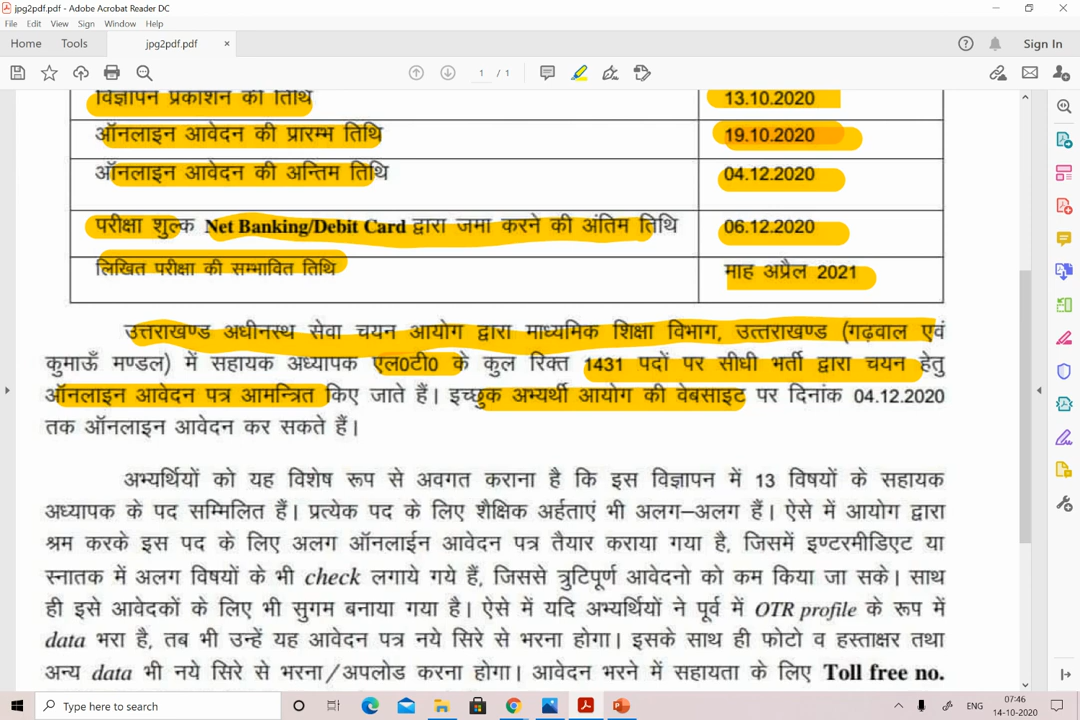 jpg2pdf.pdf - Adobe Acrobat Reader DC
File Edit View Sign Window Help
Home Tools jpg2pdf.pdf × Sign In
1 / 1
विज्ञापन प्रकाशन की तिथि 13.10.2020
ऑनलाइन आवेदन की प्रारम्भ तिथि 19.10.2020
ऑनलाइन आवेदन की अन्तिम तिथि 04.12.2020
परीक्षा शुल्क Net Banking/Debit Card द्वारा जमा करने की अंतिम तिथि 06.12.2020
लिखित परीक्षा की सम्भावित तिथि माह अप्रैल 2021
उत्तराखण्ड अधीनस्थ सेवा चयन आयोग द्वारा माध्यमिक शिक्षा विभाग, उत्तराखण्ड (गढ़वाल एवं
कुमाऊँ मण्डल) में सहायक अध्यापक एल0टी0 के कुल रिक्त 1431 पदों पर सीधी भर्ती द्वारा चयन हेतु
ऑनलाइन आवेदन पत्र आमन्त्रित किए जाते हैं। इच्छुक अभ्यर्थी आयोग की वेबसाइट पर दिनांक 04.12.2020
तक ऑनलाइन आवेदन कर सकते हैं।
अभ्यर्थियों को यह विशेष रूप से अवगत कराना है कि इस विज्ञापन में 13 विषयों के सहायक
अध्यापक के पद सम्मिलित हैं। प्रत्येक पद के लिए शैक्षिक अर्हताएं भी अलग–अलग हैं। ऐसे में आयोग द्वारा
श्रम करके इस पद के लिए अलग ऑनलाईन आवेदन पत्र तैयार कराया गया है, जिसमें इण्टरमीडिएट या
स्नातक में अलग विषयों के भी check लगाये गये हैं, जिससे त्रुटिपूर्ण आवेदनो को कम किया जा सके। साथ
ही इसे आवेदकों के लिए भी सुगम बनाया गया है। ऐसे में यदि अभ्यर्थियों ने पूर्व में OTR profile के रूप में
data भरा है, तब भी उन्हें यह आवेदन पत्र नये सिरे से भरना होगा। इसके साथ ही फोटो व हस्ताक्षर तथा
अन्य data भी नये सिरे से भरना/अपलोड करना होगा। आवेदन भरने में सहायता के लिए Toll free no.
Type here to search ENG 07:46
14-10-2020